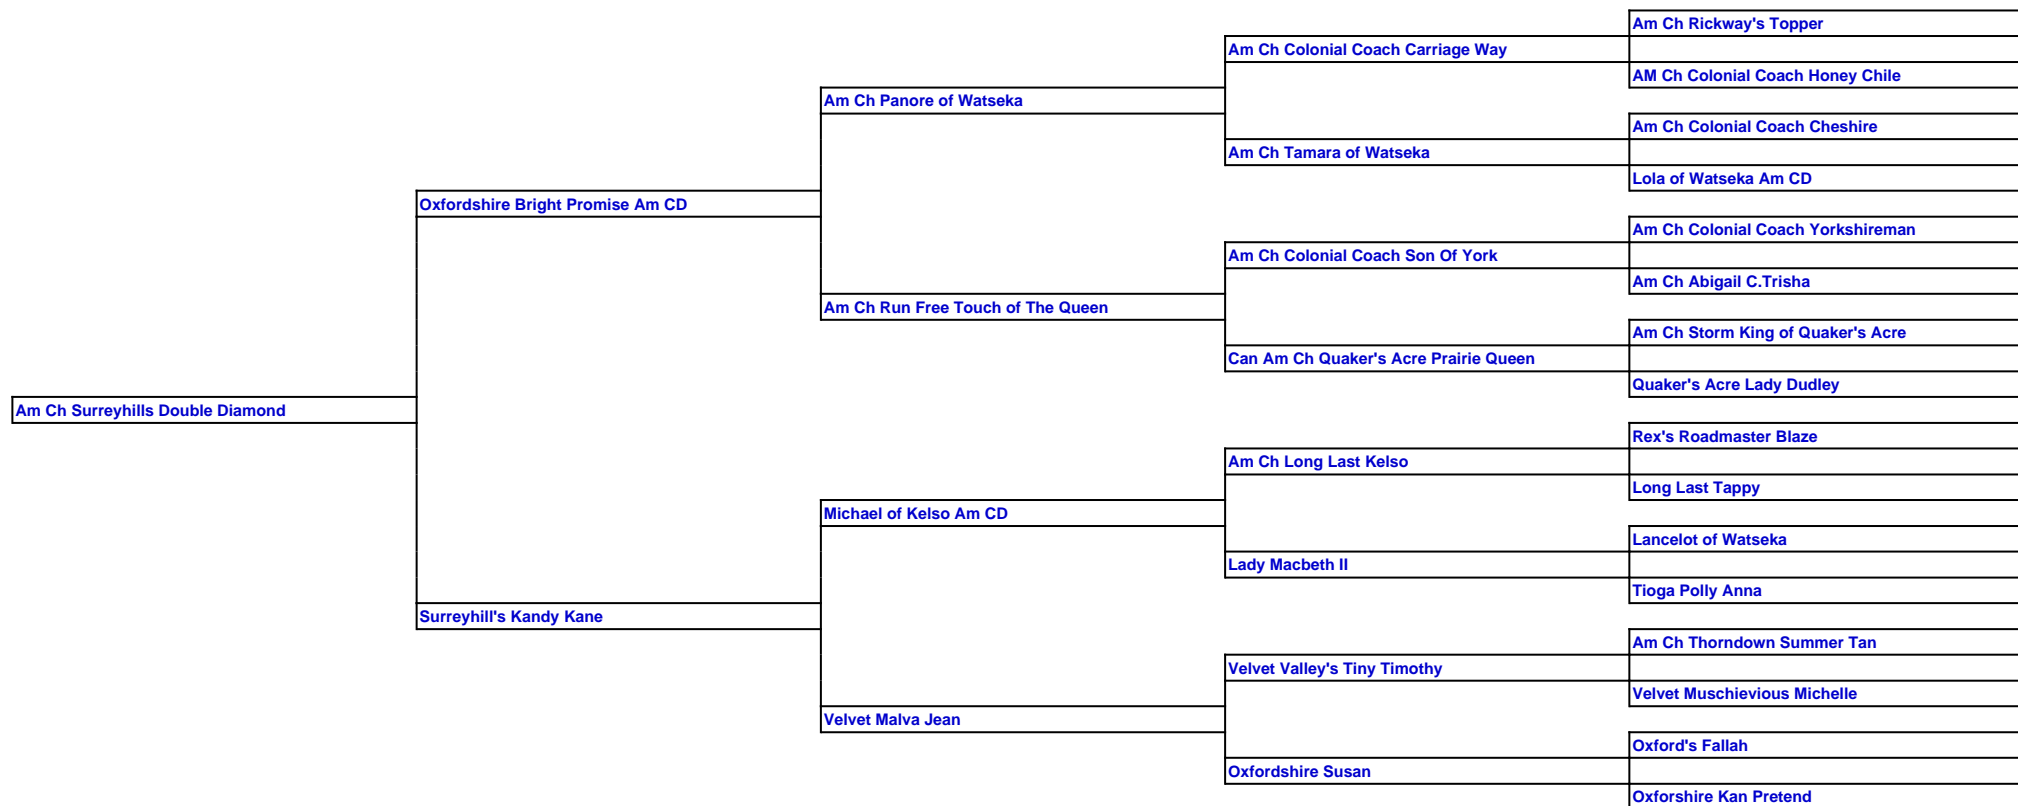 Am Ch Rickway's Topper
Am Ch Colonial Coach Carriage Way
AM Ch Colonial Coach Honey Chile
Am Ch Panore of Watseka
Am Ch Colonial Coach Cheshire
Am Ch Tamara of Watseka
Lola of Watseka Am CD
Oxfordshire Bright Promise Am CD
Am Ch Colonial Coach Yorkshireman
Am Ch Colonial Coach Son Of York
Am Ch Abigail C.Trisha
Am Ch Run Free Touch of The Queen
Am Ch Storm King of Quaker's Acre
Can Am Ch Quaker's Acre Prairie Queen
Quaker's Acre Lady Dudley
Am Ch Surreyhills Double Diamond
Rex's Roadmaster Blaze
Am Ch Long Last Kelso
Long Last Tappy
Michael of Kelso Am CD
Lancelot of Watseka
Lady Macbeth II
Tioga Polly Anna
Surreyhill's Kandy Kane
Am Ch Thorndown Summer Tan
Velvet Valley's Tiny Timothy
Velvet Muschievious Michelle
Velvet Malva Jean
Oxford's Fallah
Oxfordshire Susan
Oxforshire Kan Pretend